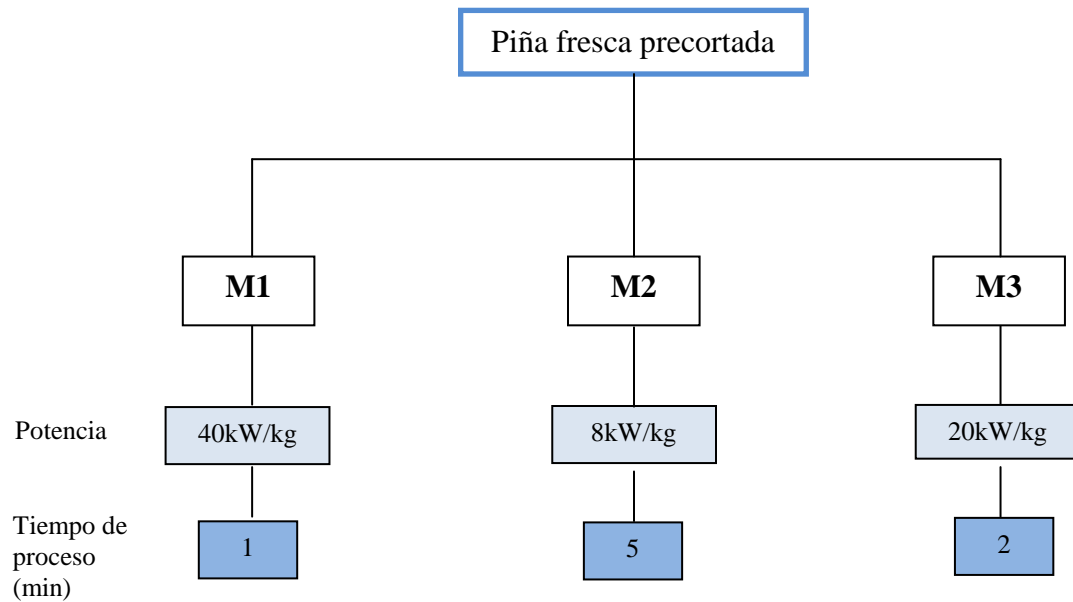 Piña fresca precortada
M1
M2
M3
Potencia
40kW/kg
8kW/kg
20kW/kg
Tiempo de
proceso
(min)
1
5
2